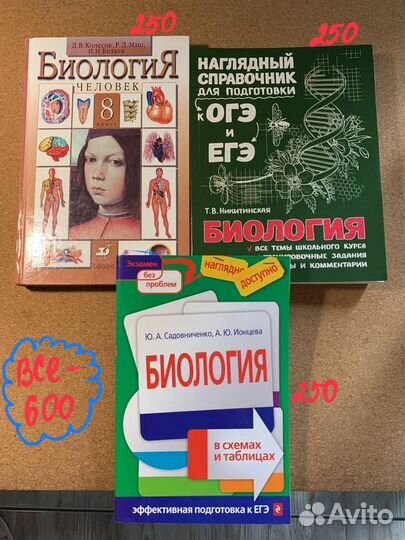 250
Д.В. Колесов, Р.Д. Маш,
И.Н. Беляев
БИОЛОГИЯ
ЧЕЛОВЕК
8
КЛАСС
250
НАГЛЯДНЫЙ
СПРАВОЧНИК
ДЛЯ ПОДГОТОВКИ
К ОГЭ
И
ЕГЭ
Т. В. Никитинская
БИОЛОГИЯ
√ ВСЕ ТЕМЫ ШКОЛЬНОГО КУРСА
ЗАДАНИЯ
И КОММЕНТАРИИ
Экзамен
без
проблем
наглядно
доступно
Ю. А. Садовниченко, А. Ю. Ионцева
БИОЛОГИЯ
в схемах
и таблицах
эффективная подготовка к ЕГЭ
250
ВСЕ -
600
Avito